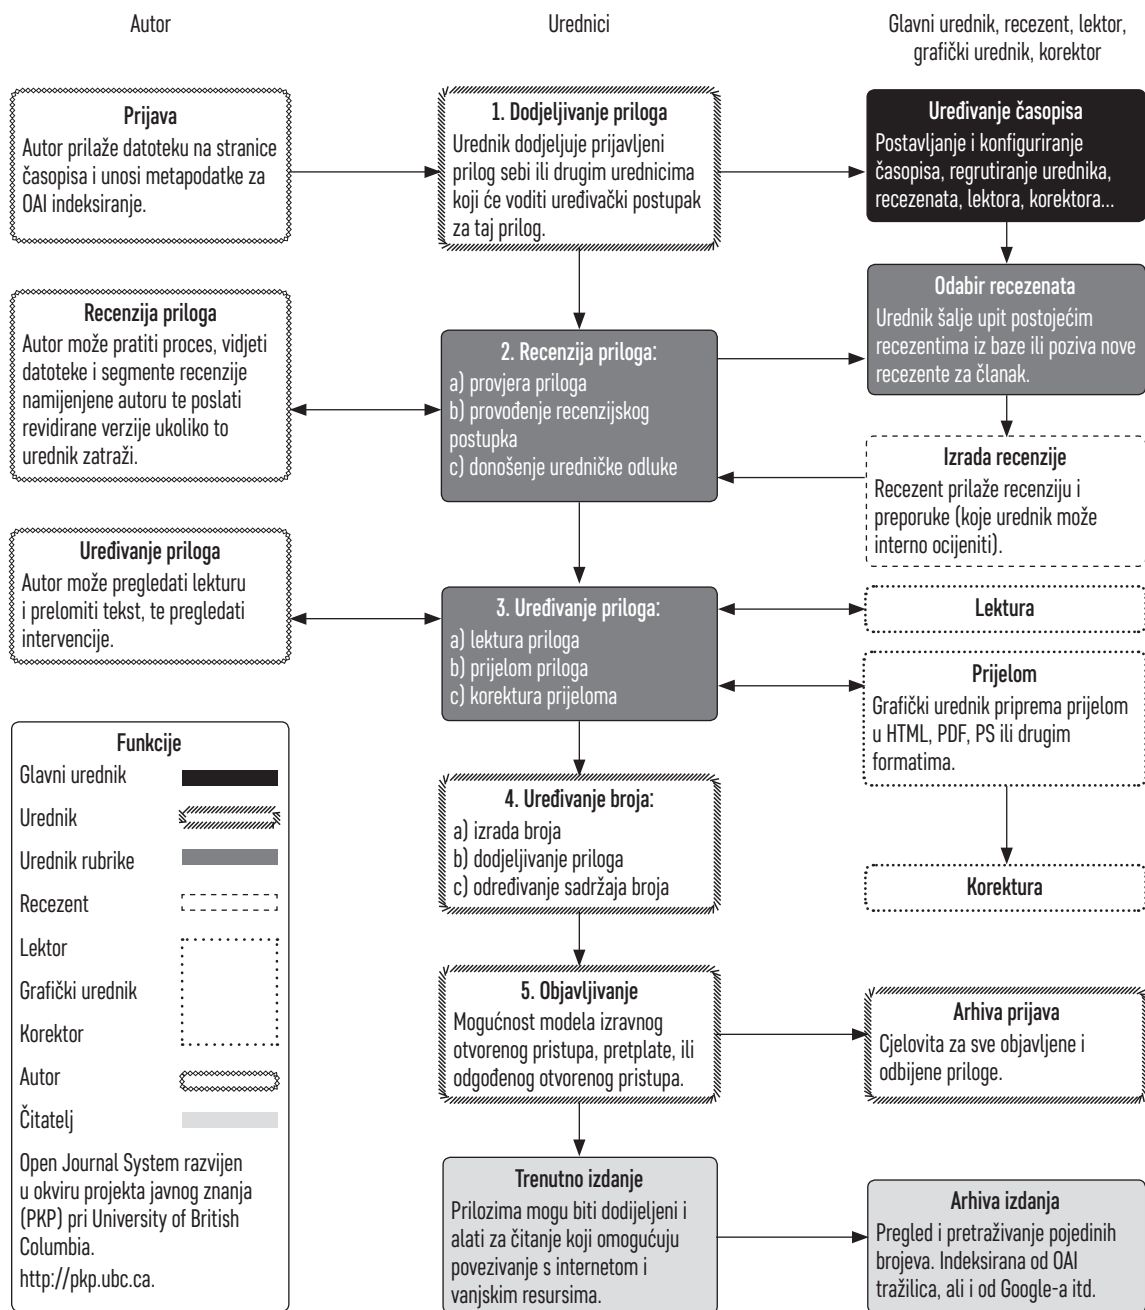 Autor
Urednici
Glavni urednik, recezent, lektor,
grafički urednik, korektor
Prijava
Autor prilaže datoteku na stranice
časopisa i unosi metapodatke za
OAI indeksiranje.
1. Dodjeljivanje priloga
Urednik dodjeljuje prijavljeni
prilog sebi ili drugim urednicima
koji će voditi uređivački postupak
za taj prilog.
Uređivanje časopisa
Postavljanje i konfiguriranje
časopisa, regrutiranje urednika,
recezenata, lektora, korektora...
Recenzija priloga
Autor može pratiti proces, vidjeti
datoteke i segmente recenzije
namijenjene autoru te poslati
revidirane verzije ukoliko to
urednik zatraži.
2. Recenzija priloga:
a) provjera priloga
b) provođenje recenzijskog
postupka
c) donošenje uredničke odluke
Odabir recezenata
Urednik šalje upit postojećim
recezentima iz baze ili poziva nove
recezente za članak.
Izrada recenzije
Recezent prilaže recenziju i
preporuke (koje urednik može
interno ocijeniti).
Uređivanje priloga
Autor može pregledati lekturu
i prelomiti tekst, te pregledati
intervencije.
3. Uređivanje priloga:
a) lektura priloga
b) prijelom priloga
c) korektura prijeloma
Lektura
Prijelom
Grafički urednik priprema prijelom
u HTML, PDF, PS ili drugim
formatima.
Korektura
4. Uređivanje broja:
a) izrada broja
b) dodjeljivanje priloga
c) određivanje sadržaja broja
5. Objavljivanje
Mogućnost modela izravnog
otvorenog pristupa, pretplate, ili
odgođenog otvorenog pristupa.
Arhiva prijava
Cjelovita za sve objavljene i
odbijene priloge.
Trenutno izdanje
Prilozima mogu biti dodijeljeni i
alati za čitanje koji omogućuju
povezivanje s internetom i
vanjskim resursima.
Arhiva izdanja
Pregled i pretraživanje pojedinih
brojeva. Indeksirana od OAI
tražilica, ali i od Google-a itd.
Funkcije
Glavni urednik
Urednik
Urednik rubrike
Recezent
Lektor
Grafički urednik
Korektor
Autor
Čitatelj
Open Journal System razvijen
u okviru projekta javnog znanja
(PKP) pri University of British
Columbia.
http://pkp.ubc.ca.